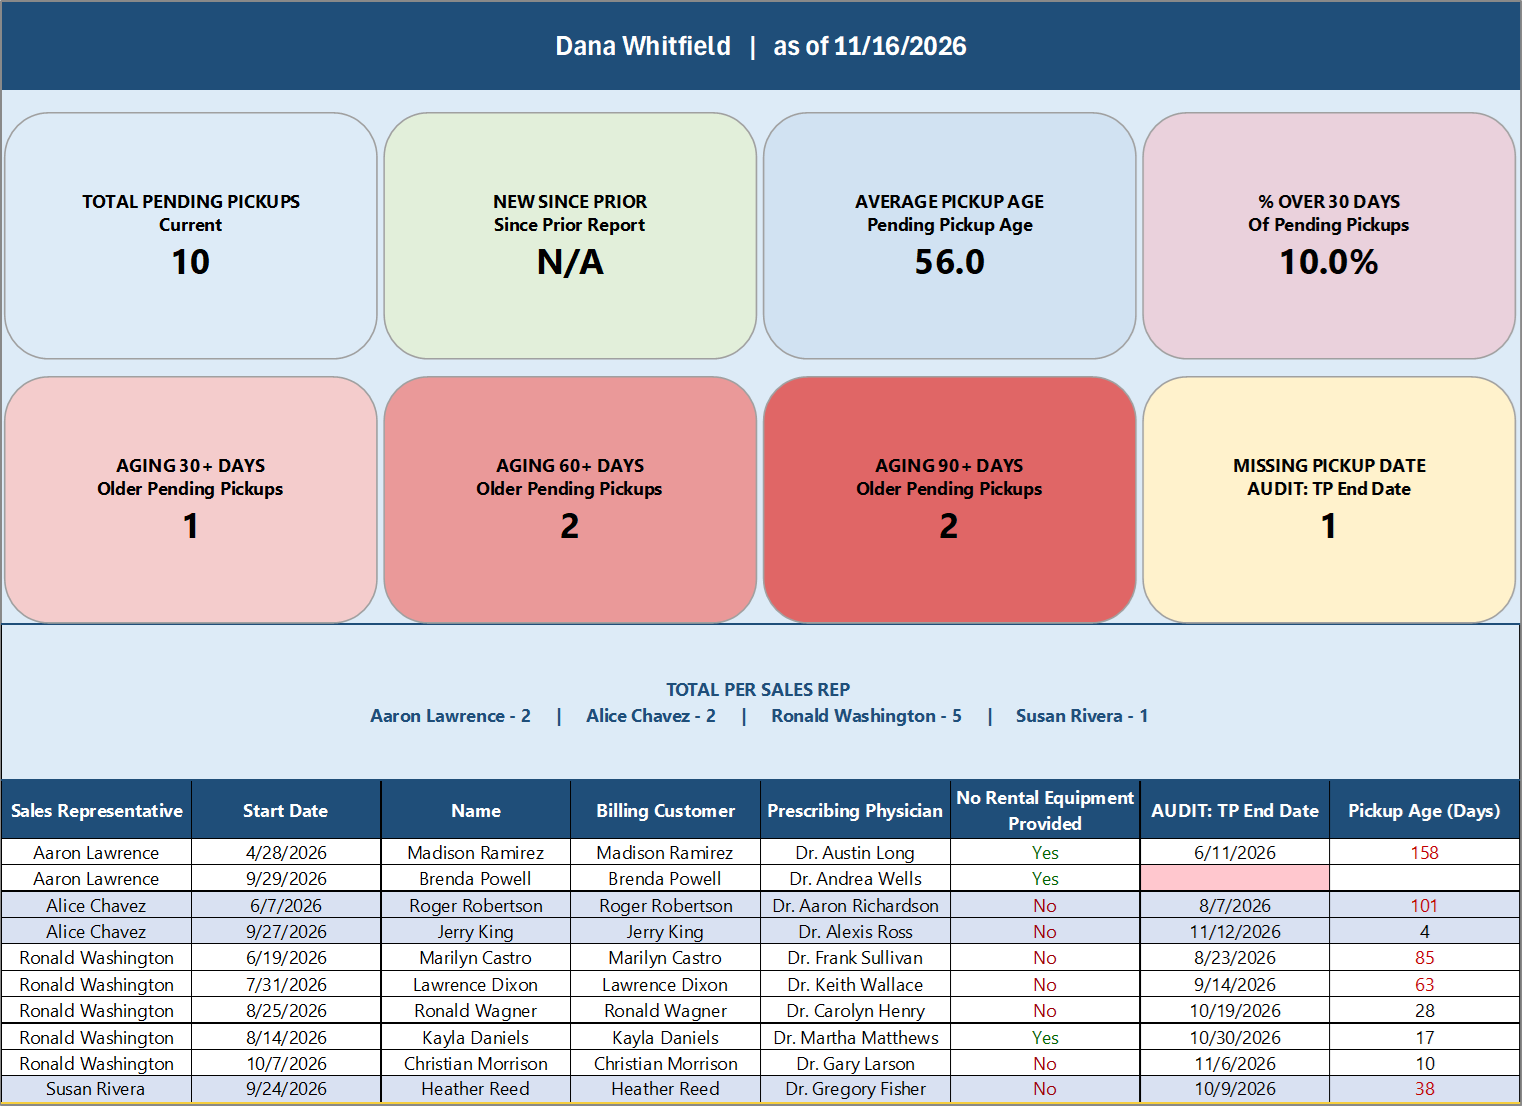 Dana Whitfield | as of 11/16/2026
TOTAL PENDING PICKUPS
Current
10
NEW SINCE PRIOR
Since Prior Report
N/A
AVERAGE PICKUP AGE
Pending Pickup Age
56.0
% OVER 30 DAYS
Of Pending Pickups
10.0%
AGING 30+ DAYS
Older Pending Pickups
1
AGING 60+ DAYS
Older Pending Pickups
2
AGING 90+ DAYS
Older Pending Pickups
2
MISSING PICKUP DATE
AUDIT: TP End Date
1
TOTAL PER SALES REP
Aaron Lawrence - 2 | Alice Chavez - 2 | Ronald Washington - 5 | Susan Rivera - 1
Sales Representative Start Date Name Billing Customer Prescribing Physician No Rental Equipment Provided AUDIT: TP End Date Pickup Age (Days)
Aaron Lawrence 4/28/2026 Madison Ramirez Madison Ramirez Dr. Austin Long Yes 6/11/2026 158
Aaron Lawrence 9/29/2026 Brenda Powell Brenda Powell Dr. Andrea Wells Yes
Alice Chavez 6/7/2026 Roger Robertson Roger Robertson Dr. Aaron Richardson No 8/7/2026 101
Alice Chavez 9/27/2026 Jerry King Jerry King Dr. Alexis Ross No 11/12/2026 4
Ronald Washington 6/19/2026 Marilyn Castro Marilyn Castro Dr. Frank Sullivan No 8/23/2026 85
Ronald Washington 7/31/2026 Lawrence Dixon Lawrence Dixon Dr. Keith Wallace No 9/14/2026 63
Ronald Washington 8/25/2026 Ronald Wagner Ronald Wagner Dr. Carolyn Henry No 10/19/2026 28
Ronald Washington 8/14/2026 Kayla Daniels Kayla Daniels Dr. Martha Matthews Yes 10/30/2026 17
Ronald Washington 10/7/2026 Christian Morrison Christian Morrison Dr. Gary Larson No 11/6/2026 10
Susan Rivera 9/24/2026 Heather Reed Heather Reed Dr. Gregory Fisher No 10/9/2026 38